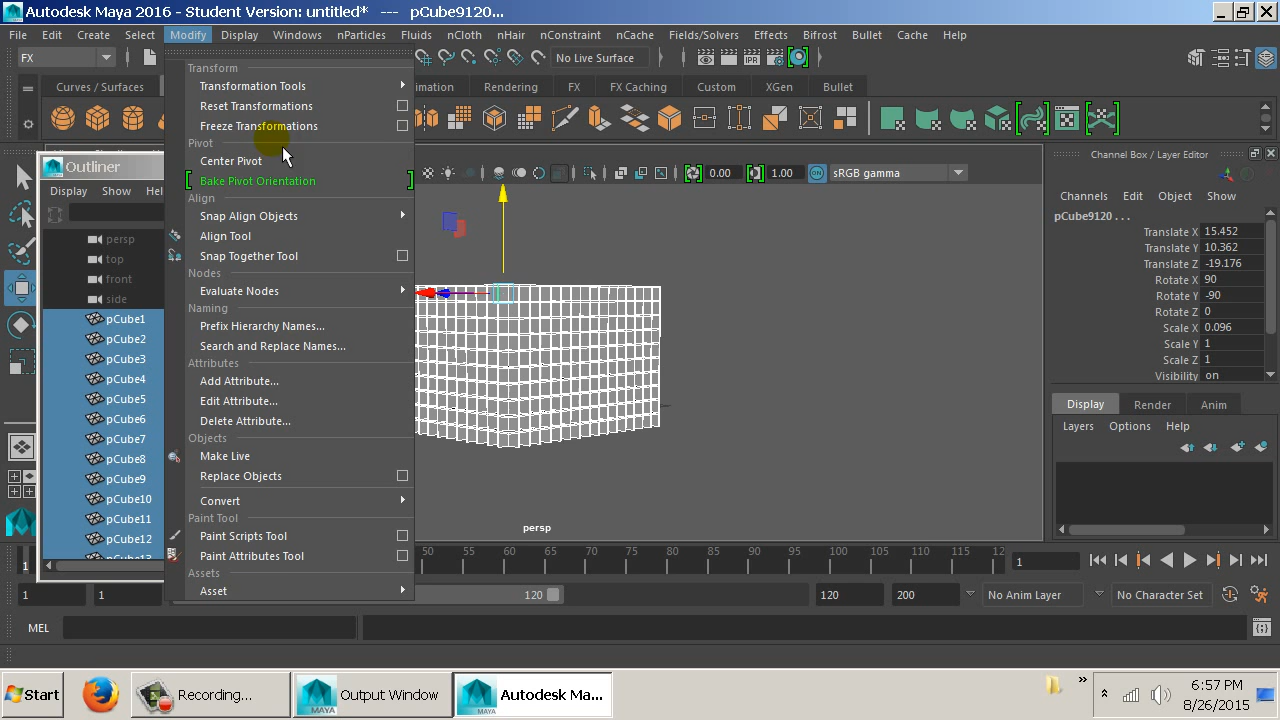 Autodesk Maya 2016 - Student Version: untitled*   ---   pCube9120...
File Edit Create Select Modify Display Windows nParticles Fluids nCloth nHair nConstraint nCache Fields/Solvers Effects Bifrost Bullet Cache Help
FX
No Live Surface
Curves / Surfaces
imation Rendering FX FX Caching Custom XGen Bullet
Transform
Transformation Tools
Reset Transformations
Freeze Transformations
Pivot
Center Pivot
Bake Pivot Orientation
Align
Snap Align Objects
Align Tool
Snap Together Tool
Nodes
Evaluate Nodes
Naming
Prefix Hierarchy Names...
Search and Replace Names...
Attributes
Add Attribute...
Edit Attribute...
Delete Attribute...
Objects
Make Live
Replace Objects
Convert
Paint Tool
Paint Scripts Tool
Paint Attributes Tool
Assets
Asset
Outliner
Display Show Hel
persp
top
front
side
pCube1
pCube2
pCube3
pCube4
pCube5
pCube6
pCube7
pCube8
pCube9
pCube10
pCube11
pCube12
pCube13
0.00 1.00 sRGB gamma
persp
Channel Box / Layer Editor
Channels Edit Object Show
pCube9120 . . .
Translate X 15.452
Translate Y 10.362
Translate Z -19.176
Rotate X 90
Rotate Y -90
Rotate Z 0
Scale X 0.096
Scale Y 1
Scale Z 1
Visibility on
Display Render Anim
Layers Options Help
1 50 55 60 65 70 75 80 85 90 95 100 105 110 115 12 1
1 1 120 120 200 No Anim Layer No Character Set
MEL
Start Recording... Output Window Autodesk Ma... 6:57 PM
8/26/2015